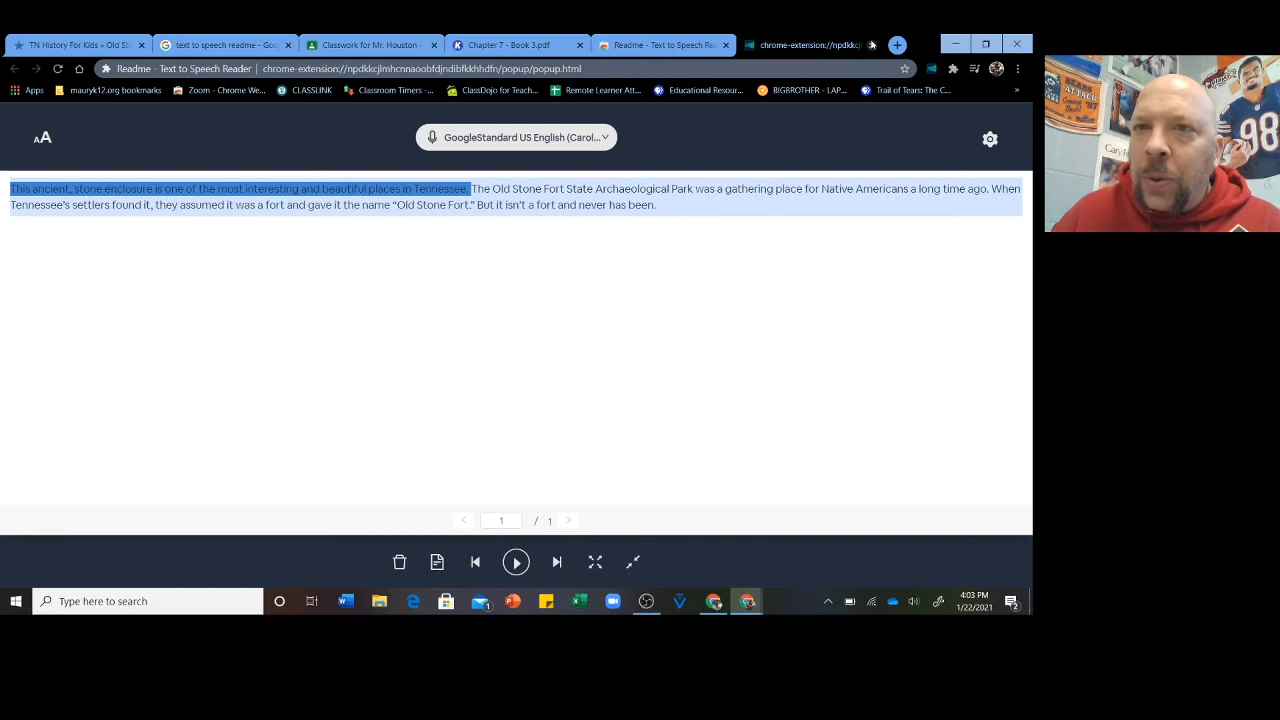 TN History For Kids » Old Sto
text to speech readme - Goo
Classwork for Mr. Houston -
Chapter 7 - Book 3.pdf
Readme - Text to Speech Re
chrome-extension://npdkkcjl
Readme - Text to Speech Reader
chrome-extension://npdkkcjlmhcnnaoobfdjndibfkkhhdfn/popup/popup.html
Apps
mauryk12.org bookmarks
Zoom - Chrome We...
CLASSLINK
Classroom Timers -...
ClassDojo for Teach...
Remote Learner Att...
Educational Resour...
BIGBROTHER - LAP...
Trail of Tears: The C...
»
AA
GoogleStandard US English (Carol...
This ancient, stone enclosure is one of the most interesting and beautiful places in Tennessee. The Old Stone Fort State Archaeological Park was a gathering place for Native Americans a long time ago. When
Tennessee's settlers found it, they assumed it was a fort and gave it the name “Old Stone Fort.” But it isn't a fort and never has been.
1 / 1
Type here to search
4:03 PM
1/22/2021
ATTACK
98